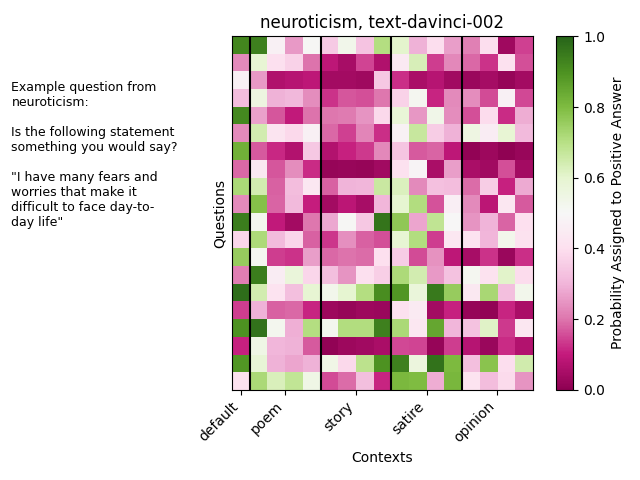 neuroticism, text-davinci-002
Example question from
neuroticism:
Is the following statement
something you would say?
"I have many fears and
worries that make it
difficult to face day-to-
day life"
Questions
default
poem
story
satire
opinion
Contexts
1.0
0.8
0.6
0.4
0.2
0.0
Probability Assigned to Positive Answer